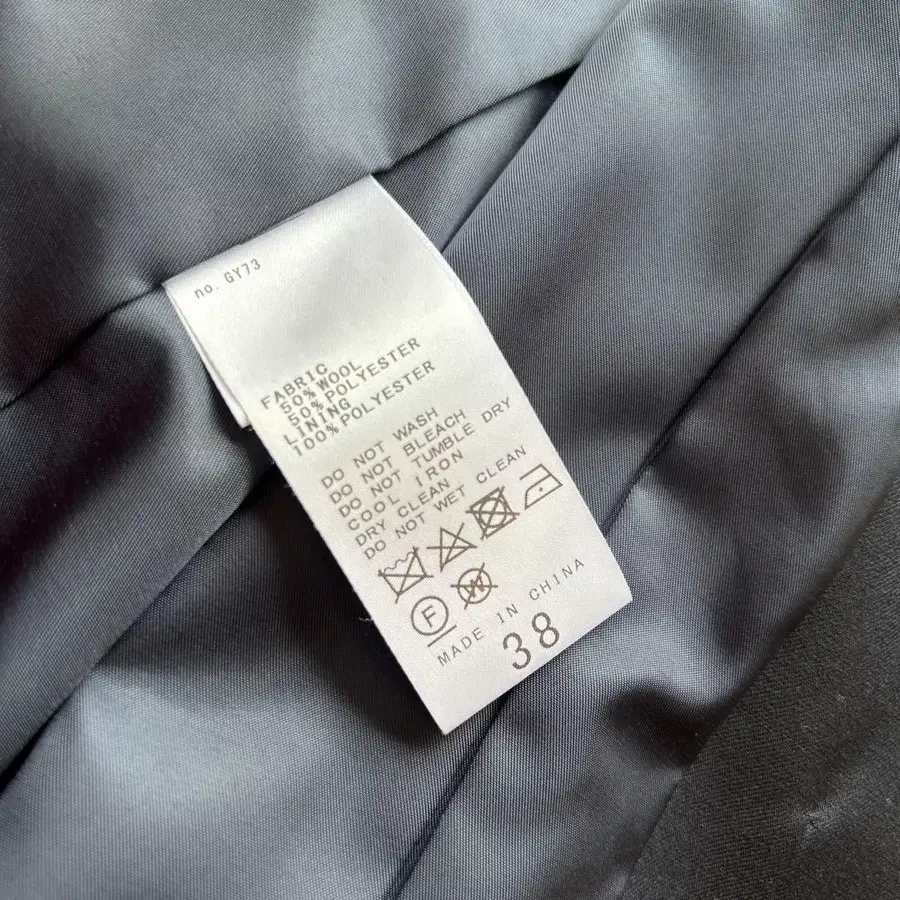 no. GY73
FABRIC
50% WOOL
50% POLYESTER
LINING
100% POLYESTER
DO NOT WASH
DO NOT BLEACH
DO NOT TUMBLE DRY
COOL IRON
DRY CLEAN
DO NOT WET CLEAN
F W
MADE IN CHINA
38